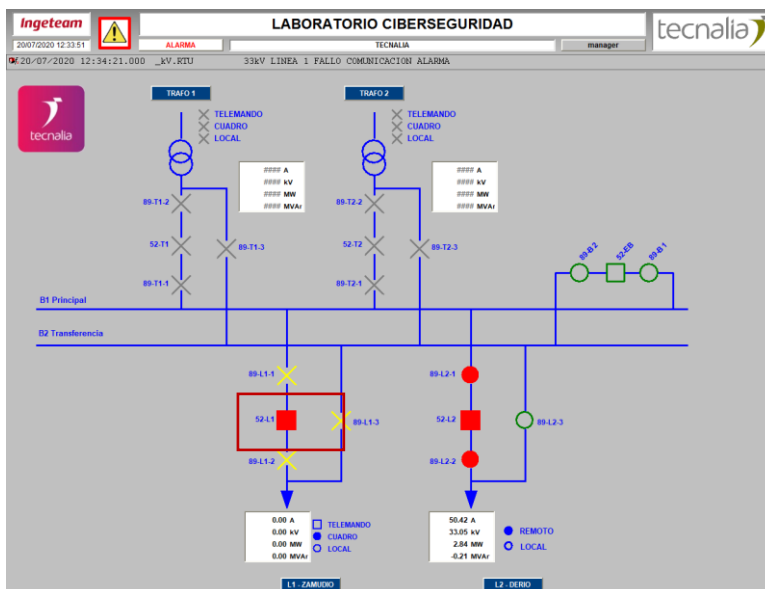 Ingeteam
LABORATORIO CIBERSEGURIDAD
tecnalia
20/07/2020 12:33:51
ALARMA
TECNALIA
manager
20/07/2020 12:34:21.000 _kV.RTU 33kV LINEA 1 FALLO COMUNICACION ALARMA
tecnalia
TRAFO 1
TELEMANDO
CUADRO
LOCAL
#### A
#### kV
#### MW
#### MVAr
89-T1-2
52-T1
89-T1-3
89-T1-1
TRAFO 2
TELEMANDO
CUADRO
LOCAL
#### A
#### kV
#### MW
#### MVAr
89-T2-2
52-T2
89-T2-3
89-T2-1
89-B 2
52-EB
89-B 1
B1 Principal
B2 Transferencia
89-L1-1
52-L1
89-L1-3
89-L1-2
89-L2-1
52-L2
89-L2-3
89-L2-2
0.00 A
0.00 kV
0.00 MW
0.00 MVAr
TELEMANDO
CUADRO
LOCAL
50.42 A
33.05 kV
2.84 MW
-0.21 MVAr
REMOTO
LOCAL
L1 - ZAMUDIO
L2 - DERIO